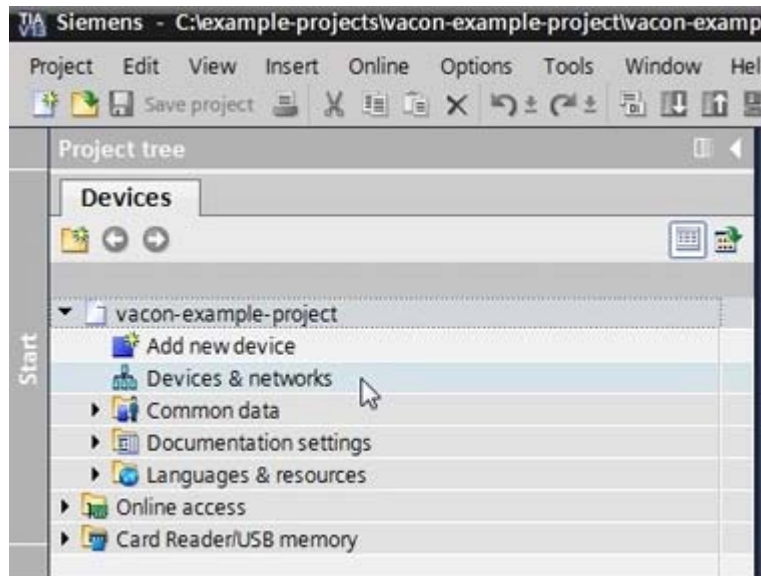 TIA
V13 Siemens - C:\example-projects\vacon-example-project\vacon-examp
Project Edit View Insert Online Options Tools Window Hel
Save project
Project tree
Devices
Start
vacon-example-project
Add new device
Devices & networks
Common data
Documentation settings
Languages & resources
Online access
Card Reader/USB memory